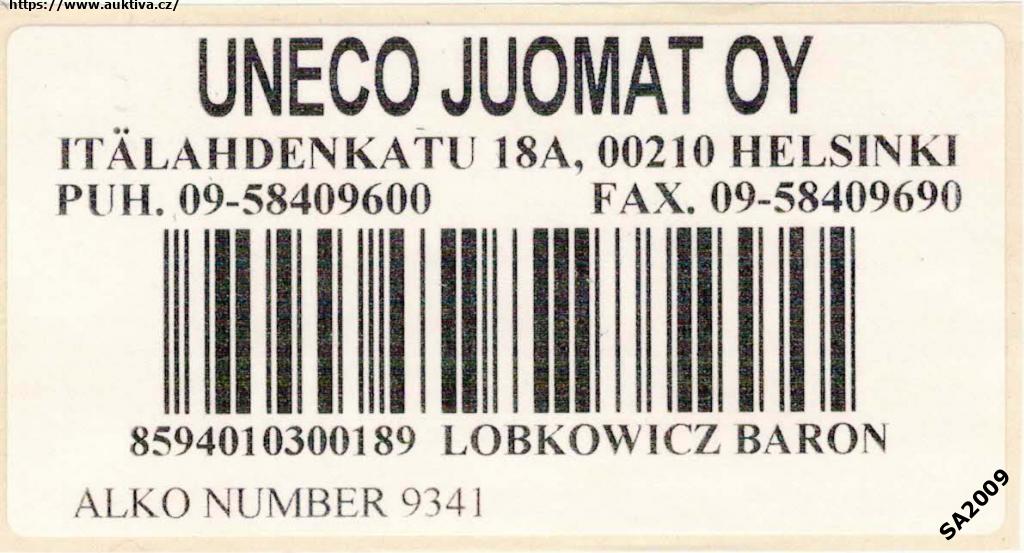 https://www.auktiva.cz/
UNECO JUOMAT OY
ITÄLAHDENKATU 18A, 00210 HELSINKI
PUH. 09-58409600 FAX. 09-58409690
8594010300189 LOBKOWICZ BARON
ALKO NUMBER 9341
SA2009